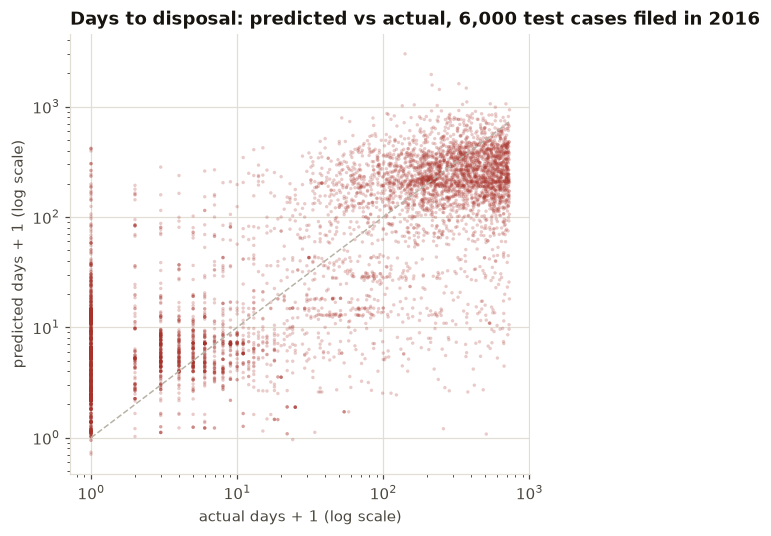 Days to disposal: predicted vs actual, 6,000 test cases filed in 2016
predicted days + 1 (log scale)
10³
10²
10¹
10⁰
10⁰ 10¹ 10² 10³
actual days + 1 (log scale)